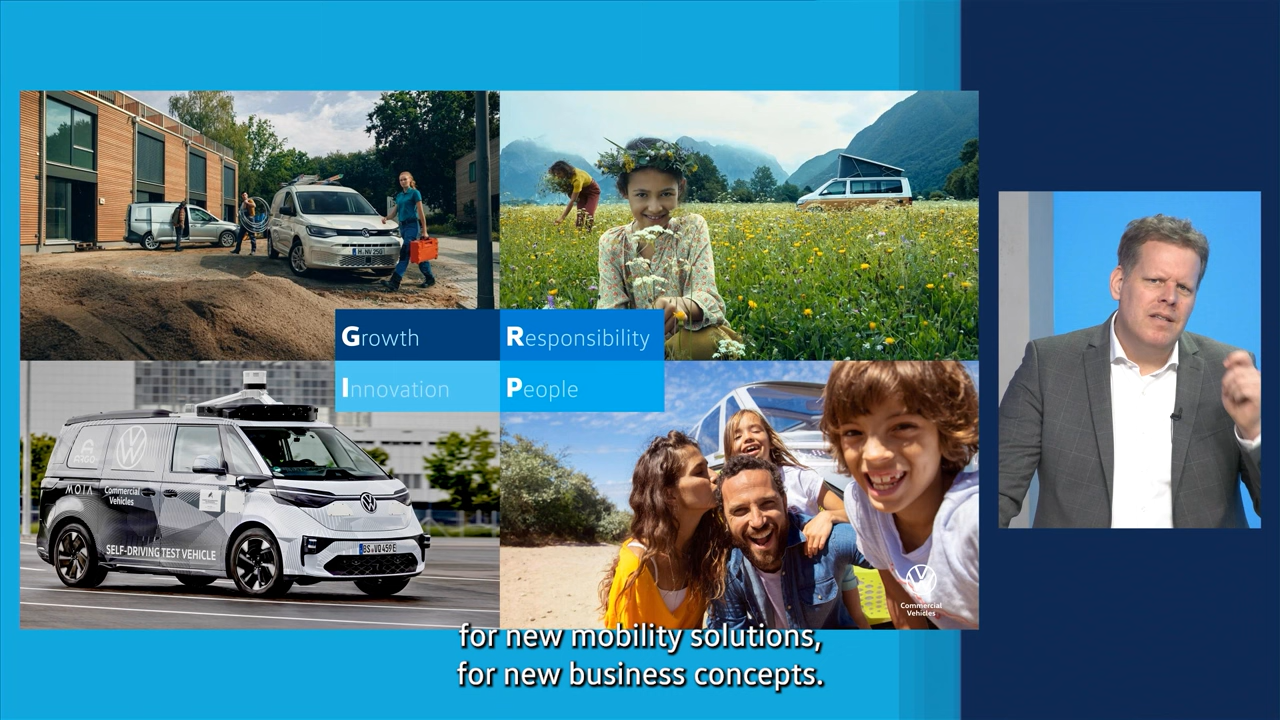 Growth
Responsibility
Innovation
People
ARGO
MOIA
Commercial
Vehicles
SELF-DRIVING TEST VEHICLE
BS VQ 459E
Commercial
Vehicles
for new mobility solutions,
for new business concepts.